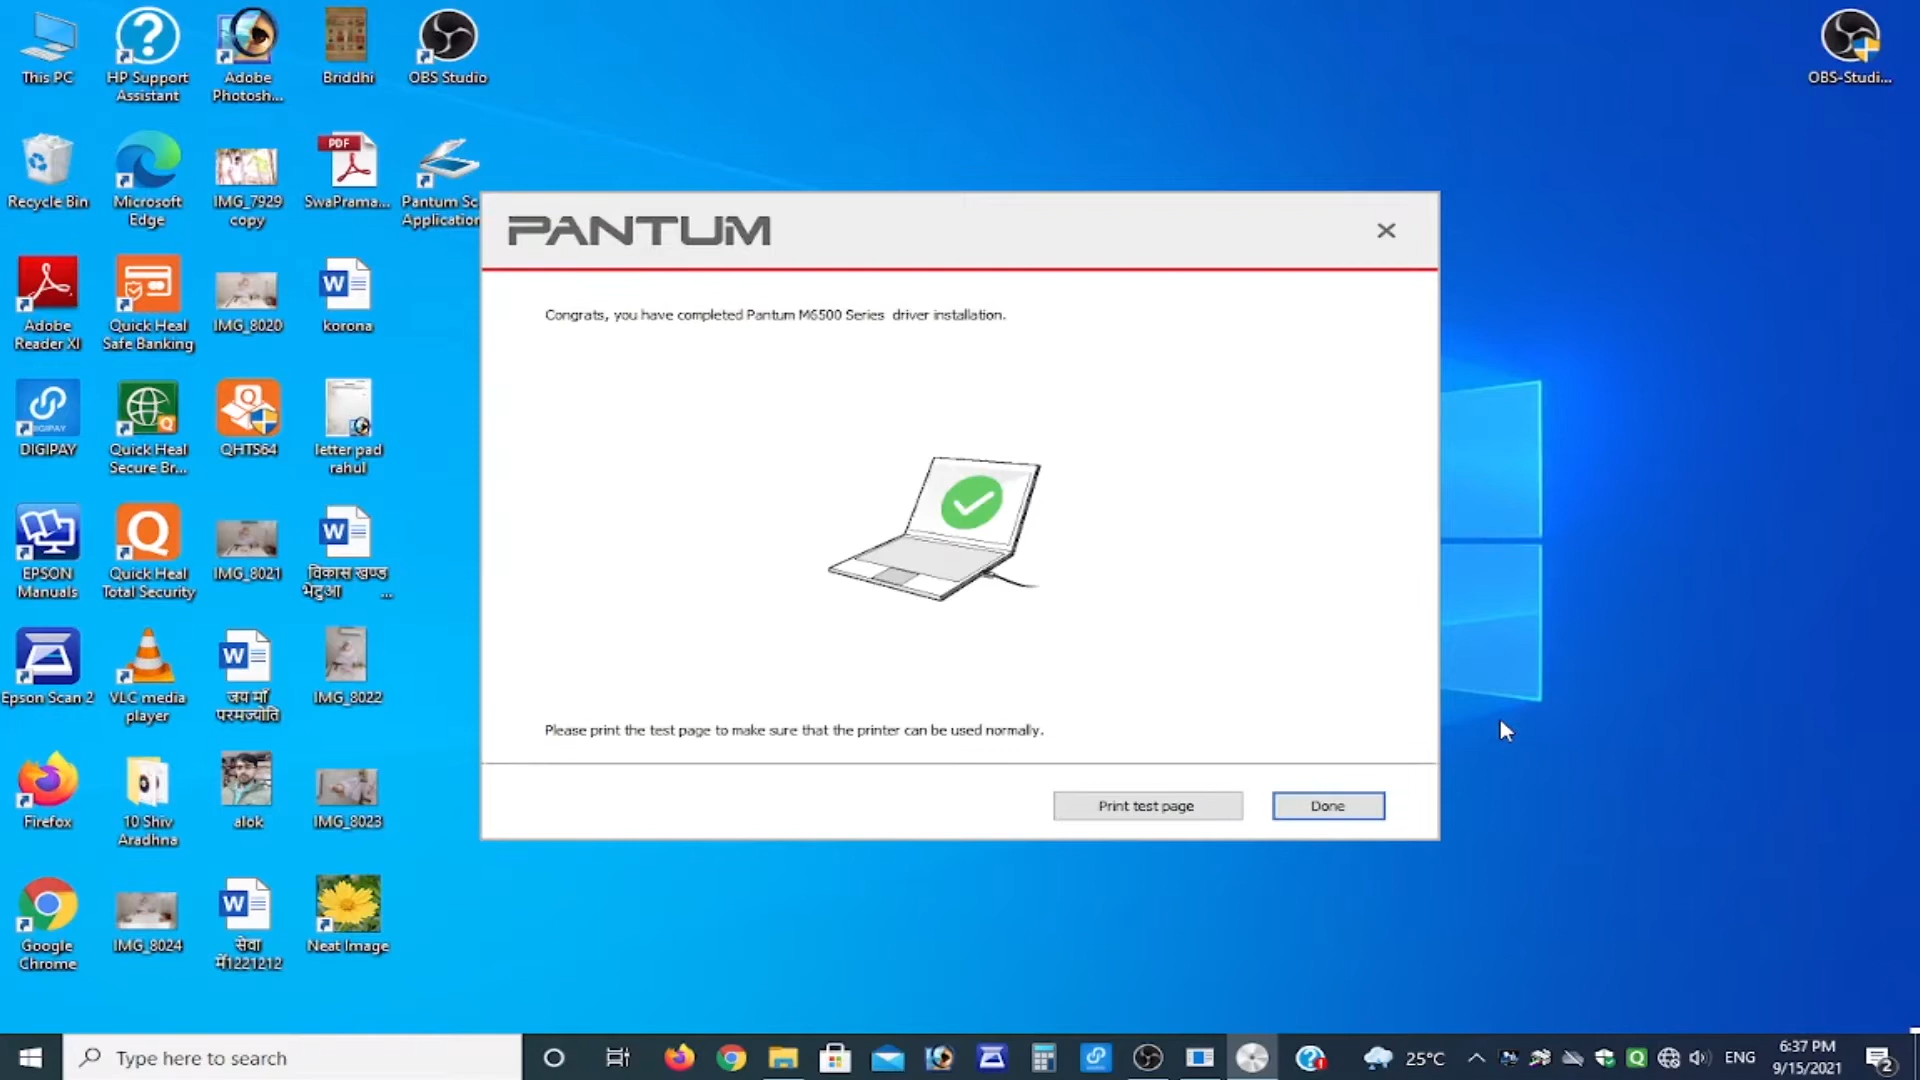 This PC
HP Support
Assistant
Adobe
Photosh...
Briddhi
OBS Studio
OBS-Studi...
Recycle Bin
Microsoft
Edge
IMG_7929
copy
PDF
SwaPrama...
Pantum Sc
Application
PANTUM
Congrats, you have completed Pantum M6500 Series driver installation.
Adobe
Reader XI
Quick Heal
Safe Banking
IMG_8020
korona
DIGIPAY
DIGIPAY
Quick Heal
Secure Br...
QHTS64
letter pad
rahul
EPSON
Manuals
Quick Heal
Total Security
IMG_8021
विकास खण्ड
भेटुआ ...
Epson Scan 2
VLC media
player
जय माँ
परमज्योति
IMG_8022
Please print the test page to make sure that the printer can be used normally.
Print test page
Done
Firefox
10 Shiv
Aradhna
alok
IMG_8023
Google
Chrome
IMG_8024
सेवा
में1221212
Neat Image
Type here to search
25°C
ENG
6:37 PM
9/15/2021
2